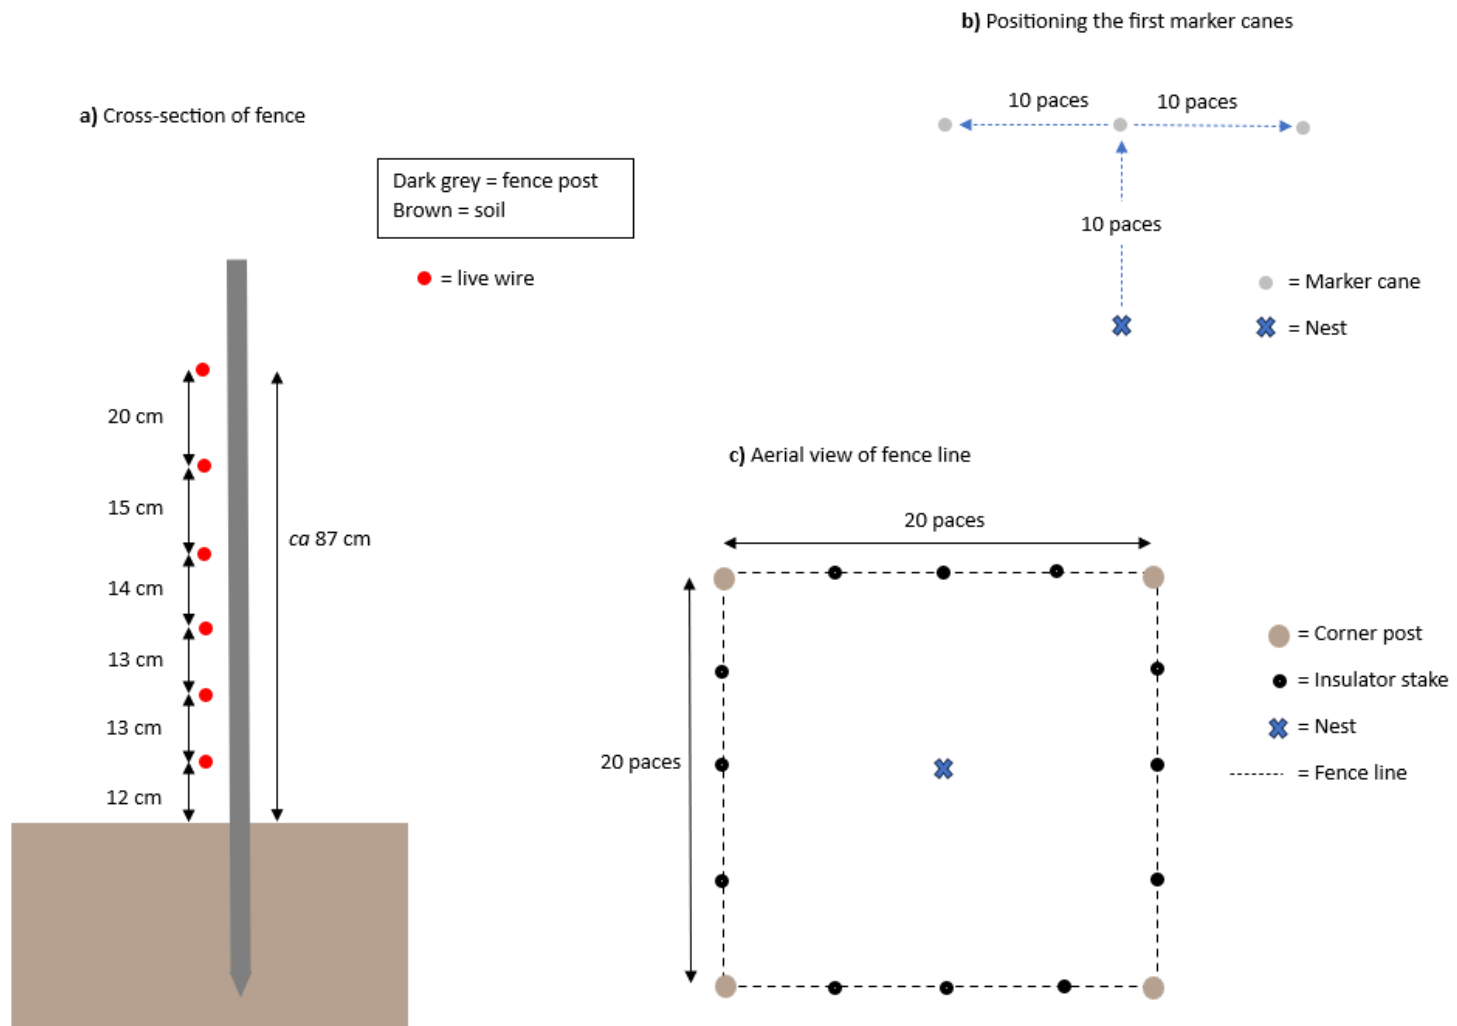 b) Positioning the first marker canes
10 paces
10 paces
10 paces
= Marker cane
= Nest
a) Cross-section of fence
Dark grey = fence post
Brown = soil
= live wire
20 cm
15 cm
14 cm
13 cm
13 cm
12 cm
ca 87 cm
c) Aerial view of fence line
20 paces
20 paces
= Corner post
= Insulator stake
= Nest
= Fence line